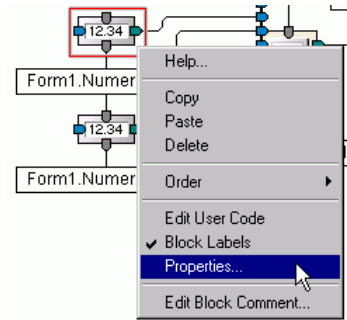 12.34
Form1.Numer
12.34
Form1.Numer
Help...
Copy
Paste
Delete
Order
Edit User Code
Block Labels
Properties...
Edit Block Comment...